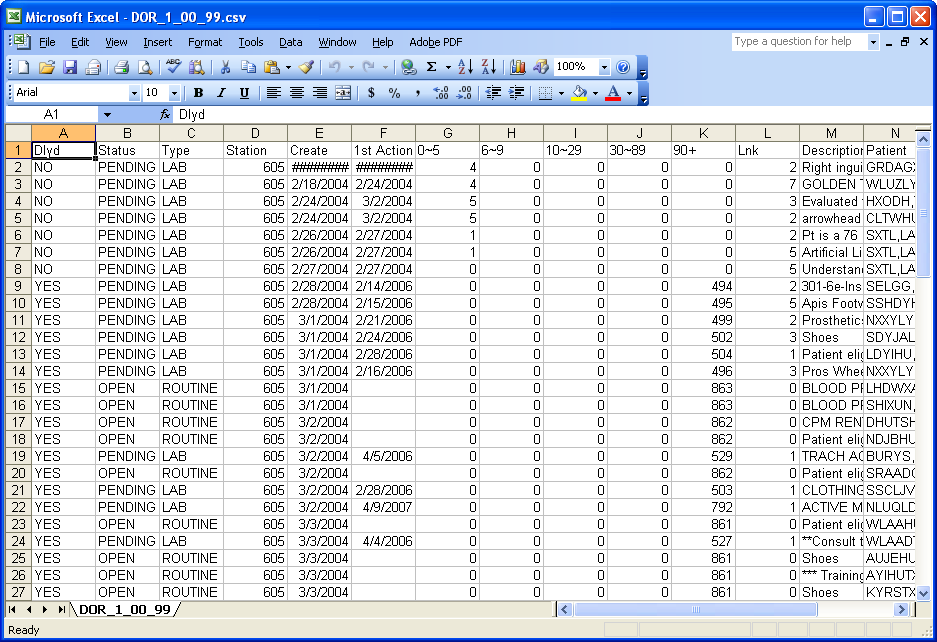 Microsoft Excel - DOR_1_00_99.csv
File Edit View Insert Format Tools Data Window Help Adobe PDF Type a question for help
100%
Arial 10 B I U $ % ,
A1 fx Dlyd
A B C D E F G H I J K L M N
1 Dlyd Status Type Station Create 1st Action 0~5 6~9 10~29 30~89 90+ Lnk Description Patient
2 NO PENDING LAB 605 ######## ######## 4 0 0 0 0 2 Right ingui GRDAGX
3 NO PENDING LAB 605 2/18/2004 2/24/2004 4 0 0 0 0 7 GOLDEN T WLUZLY
4 NO PENDING LAB 605 2/24/2004 3/2/2004 5 0 0 0 0 3 Evaluated HXODH,
5 NO PENDING LAB 605 2/24/2004 3/2/2004 5 0 0 0 0 2 arrowhead CLTWHU
6 NO PENDING LAB 605 2/26/2004 2/27/2004 1 0 0 0 0 2 Pt is a 76 SXTL,LA
7 NO PENDING LAB 605 2/26/2004 2/27/2004 1 0 0 0 0 5 Artificial Li SXTL,LA
8 NO PENDING LAB 605 2/27/2004 2/27/2004 0 0 0 0 0 5 Understan SXTL,LA
9 YES PENDING LAB 605 2/28/2004 2/14/2006 0 0 0 0 494 2 301-6e-Ins SELGG,
10 YES PENDING LAB 605 2/28/2004 2/15/2006 0 0 0 0 495 5 Apis Footw SSHDYH
11 YES PENDING LAB 605 3/1/2004 2/21/2006 0 0 0 0 499 2 Prosthetics NXXYLY
12 YES PENDING LAB 605 3/1/2004 2/24/2006 0 0 0 0 502 3 Shoes SDYJAL
13 YES PENDING LAB 605 3/1/2004 2/28/2006 0 0 0 0 504 1 Patient elig LDYIHU,
14 YES PENDING LAB 605 3/1/2004 2/16/2006 0 0 0 0 496 3 Pros Whee NXXYLY
15 YES OPEN ROUTINE 605 3/1/2004 0 0 0 0 863 0 BLOOD PR LHDWXA
16 YES OPEN ROUTINE 605 3/1/2004 0 0 0 0 863 0 BLOOD PR SHIXUN,
17 YES OPEN ROUTINE 605 3/2/2004 0 0 0 0 862 0 CPM REN DHUTSH
18 YES OPEN ROUTINE 605 3/2/2004 0 0 0 0 862 0 Patient elig NDJBHU
19 YES PENDING LAB 605 3/2/2004 4/5/2006 0 0 0 0 529 1 TRACH AC BURYS,
20 YES OPEN ROUTINE 605 3/2/2004 0 0 0 0 862 0 Patient elig SRAADC
21 YES PENDING LAB 605 3/2/2004 2/28/2006 0 0 0 0 503 1 CLOTHING SSCLJV
22 YES PENDING LAB 605 3/2/2004 4/9/2007 0 0 0 0 792 1 ACTIVE M NLUQLD
23 YES OPEN ROUTINE 605 3/3/2004 0 0 0 0 861 0 Patient elig WLAAHU
24 YES PENDING LAB 605 3/3/2004 4/4/2006 0 0 0 0 527 1 **Consult t WLAADT
25 YES OPEN ROUTINE 605 3/3/2004 0 0 0 0 861 0 Shoes AUJEHU
26 YES OPEN ROUTINE 605 3/3/2004 0 0 0 0 861 0 *** Training AYIHUTX
27 YES OPEN ROUTINE 605 3/3/2004 0 0 0 0 861 0 Shoes KYRSTX
DOR_1_00_99
Ready